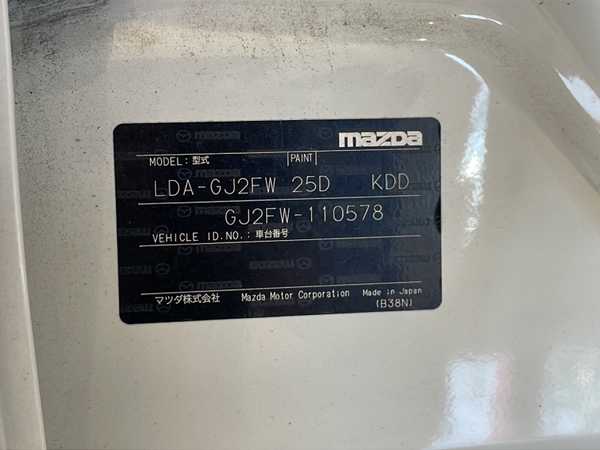 mazda
MODEL: 型式 PAINT
LDA-GJ2FW 25D KDD
GJ2FW-110578
VEHICLE ID.NO.: 車台番号
マツダ株式会社 Mazda Motor Corporation Made in Japan
(B38N)